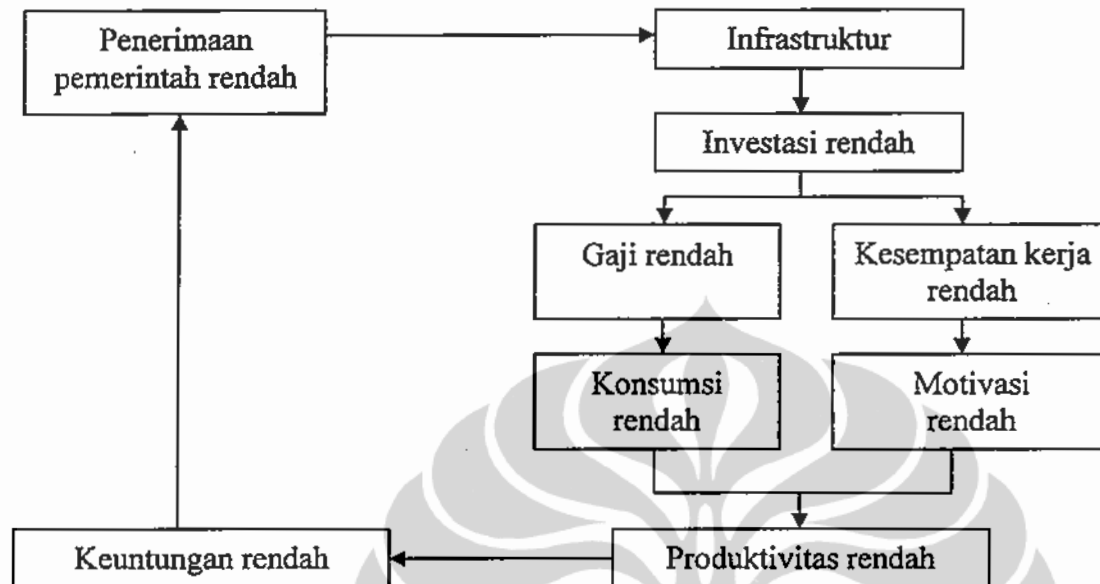 Penerimaan
pemerintah rendah
Infrastruktur
Investasi rendah
Gaji rendah
Kesempatan kerja
rendah
Konsumsi
rendah
Motivasi
rendah
Keuntungan rendah
Produktivitas rendah